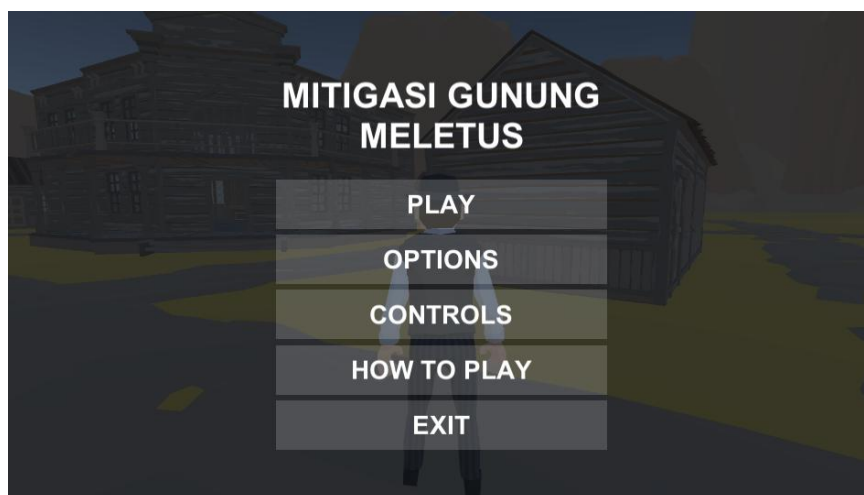 MITIGASI GUNUNG
MELETUS
PLAY
OPTIONS
CONTROLS
HOW TO PLAY
EXIT